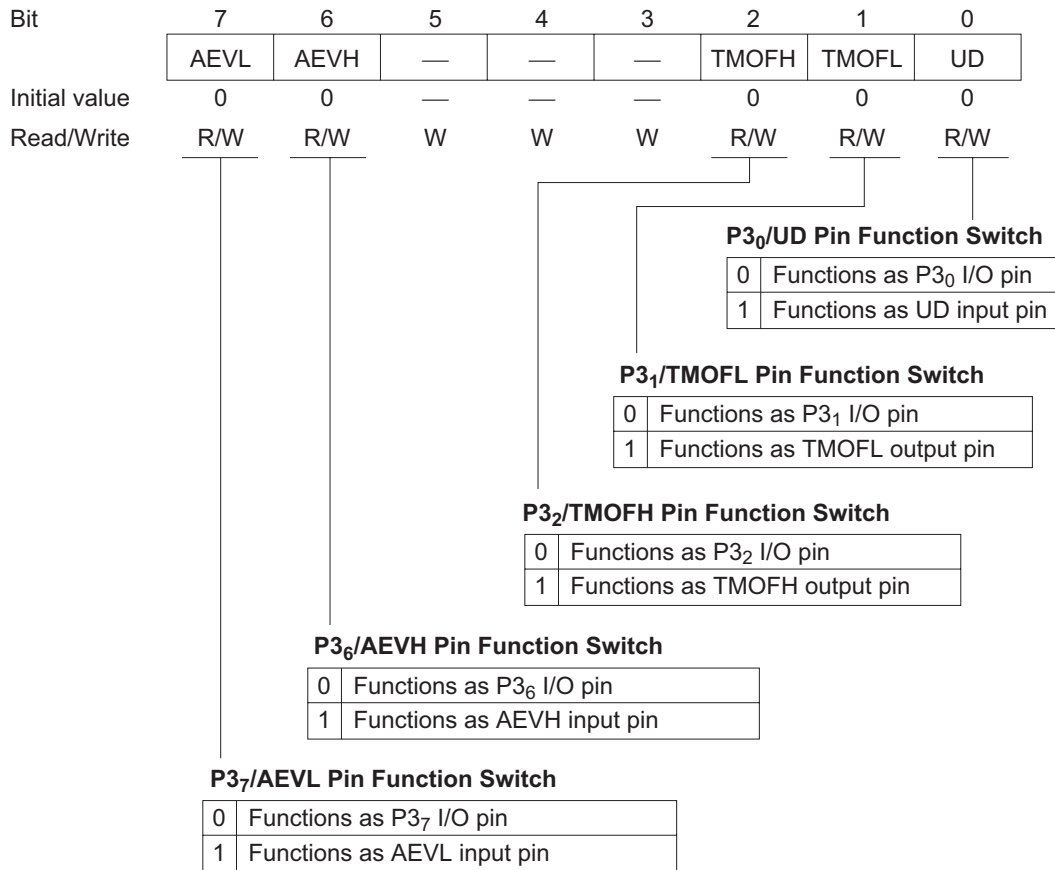 Bit 7 6 5 4 3 2 1 0
AEVL AEVH — — — TMOFH TMOFL UD
Initial value 0 0 — — — 0 0 0
Read/Write R/W R/W W W W R/W R/W R/W
P3₀/UD Pin Function Switch
0 Functions as P3₀ I/O pin
1 Functions as UD input pin
P3₁/TMOFL Pin Function Switch
0 Functions as P3₁ I/O pin
1 Functions as TMOFL output pin
P3₂/TMOFH Pin Function Switch
0 Functions as P3₂ I/O pin
1 Functions as TMOFH output pin
P3₆/AEVH Pin Function Switch
0 Functions as P3₆ I/O pin
1 Functions as AEVH input pin
P3₇/AEVL Pin Function Switch
0 Functions as P3₇ I/O pin
1 Functions as AEVL input pin